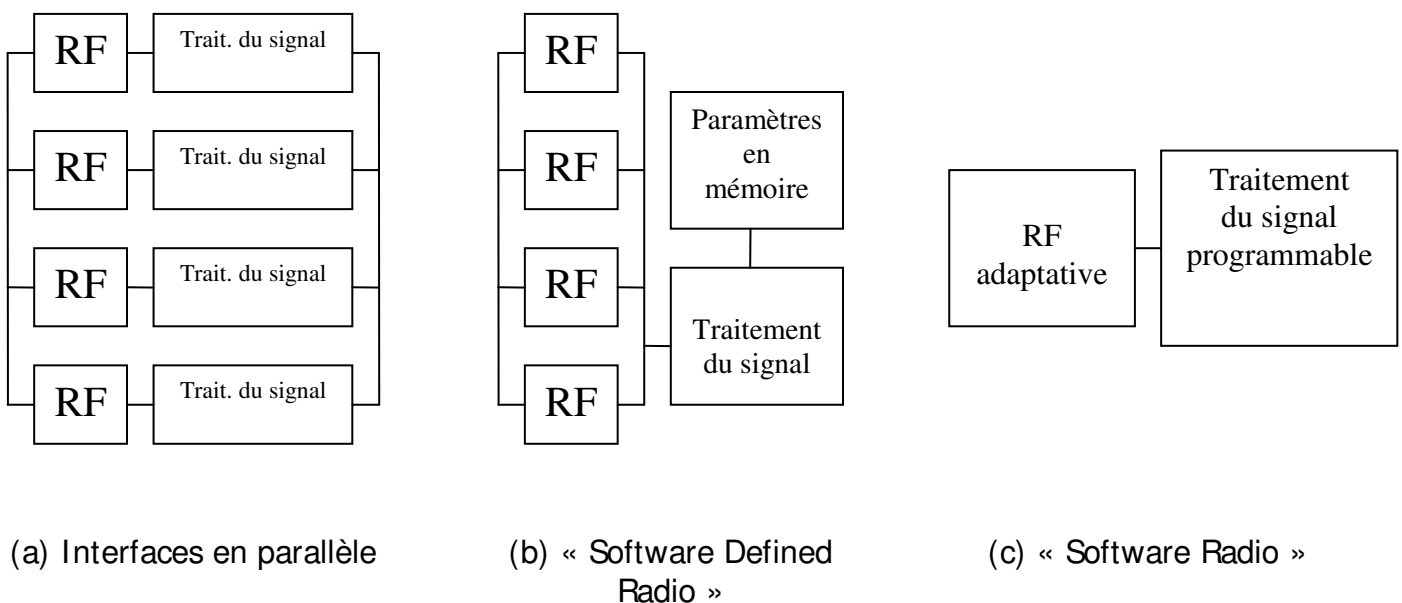 RF
Trait. du signal
RF
Trait. du signal
RF
Trait. du signal
RF
Trait. du signal
(a) Interfaces en parallèle
RF
RF
RF
RF
Paramètres
en
mémoire
Traitement
du signal
(b) « Software Defined
Radio »
RF
adaptative
Traitement
du signal
programmable
(c) « Software Radio »